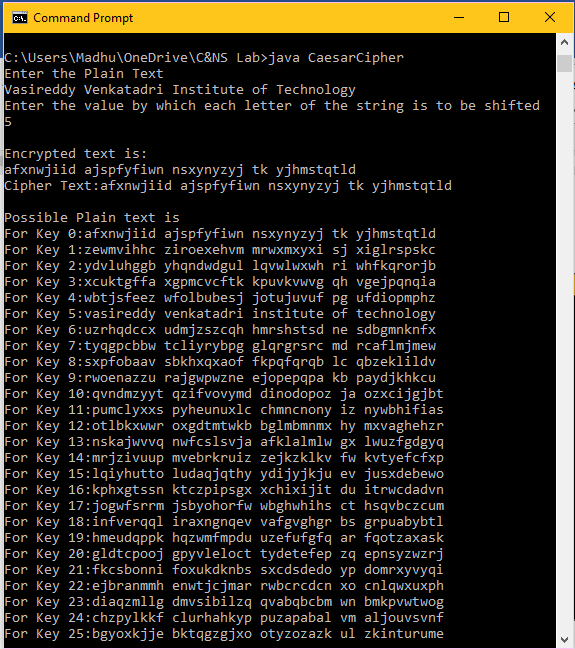 Command Prompt
C:\Users\Madhu\OneDrive\C&NS Lab>java CaesarCipher
Enter the Plain Text
Vasireddy Venkatadri Institute of Technology
Enter the value by which each letter of the string is to be shifted
5
Encrypted text is:
afxnwjiid ajspfyfiwn nsxynyzyj tk yjhmstqtld
Cipher Text:afxnwjiid ajspfyfiwn nsxynyzyj tk yjhmstqtld
Possible Plain text is
For Key 0:afxnwjiid ajspfyfiwn nsxynyzyj tk yjhmstqtld
For Key 1:zewmvihhc ziroexehvm mrwxmxyxi sj xiglrspskc
For Key 2:ydvluhggb yhqndwdgul lqvwlwxwh ri whfkqrorjb
For Key 3:xcuktgffa xgpmcvcftk kpuvkvwvg qh vgejpqnqia
For Key 4:wbtjsfeez wfolbubesj jotujuvuf pg ufdiopmphz
For Key 5:vasireddy venkatadri institute of technology
For Key 6:uzrhqdccx udmjzszcqh hmrshstsd ne sdbgmnknfx
For Key 7:tyqgpcbbw tcliyrybpg glqrgrsrc md rcaflmjmew
For Key 8:sxpfobaav sbkhxqxaof fkpqfqrqb lc qbzeklildv
For Key 9:rwoenazzu rajgwpwzne ejopepqpa kb paydjkhkcu
For Key 10:qvndmzyyt qzifvovymd dinodopoz ja ozxcijgjbt
For Key 11:pumclyxxs pyheunuxlc chmncnony iz nywbhifias
For Key 12:otlbkxwwr oxgdtmtwkb bglmbmnmx hy mxvaghehzr
For Key 13:nskajwvvq nwfcslsvja afklalmlw gx lwuzfgdgyq
For Key 14:mrjzivuup mvebrkruiz zejkzklkv fw kvtyefcfxp
For Key 15:lqiyhutto ludaqjqthy ydijyjkju ev jusxdebewo
For Key 16:kphxgtssn ktczpipsgx xchixijit du itrwcdadvn
For Key 17:jogwfsrrm jsbyohorfw wbghwhihs ct hsqvbczcum
For Key 18:infverqql iraxngnqev vafgvghgr bs grpuabybtl
For Key 19:hmeudqppk hqzwmfmpdu uzefufgfq ar fqotzaxask
For Key 20:gldtcpooj gpyvleloct tydetefep zq epnsyzwzrj
For Key 21:fkcsbonni foxukdknbs sxcdsdedo yp domrxyvyqi
For Key 22:ejbranmmh enwtjcjmar rwbcrcdcn xo cnlqwxuxph
For Key 23:diaqzmllg dmvsibilzq qvabqbcbm wn bmkpvwtwog
For Key 24:chzpylkkf clurhahkyp puzapabal vm aljouvsvnf
For Key 25:bgyoxkjje bktqgzgjxo otyzozazk ul zkinturume